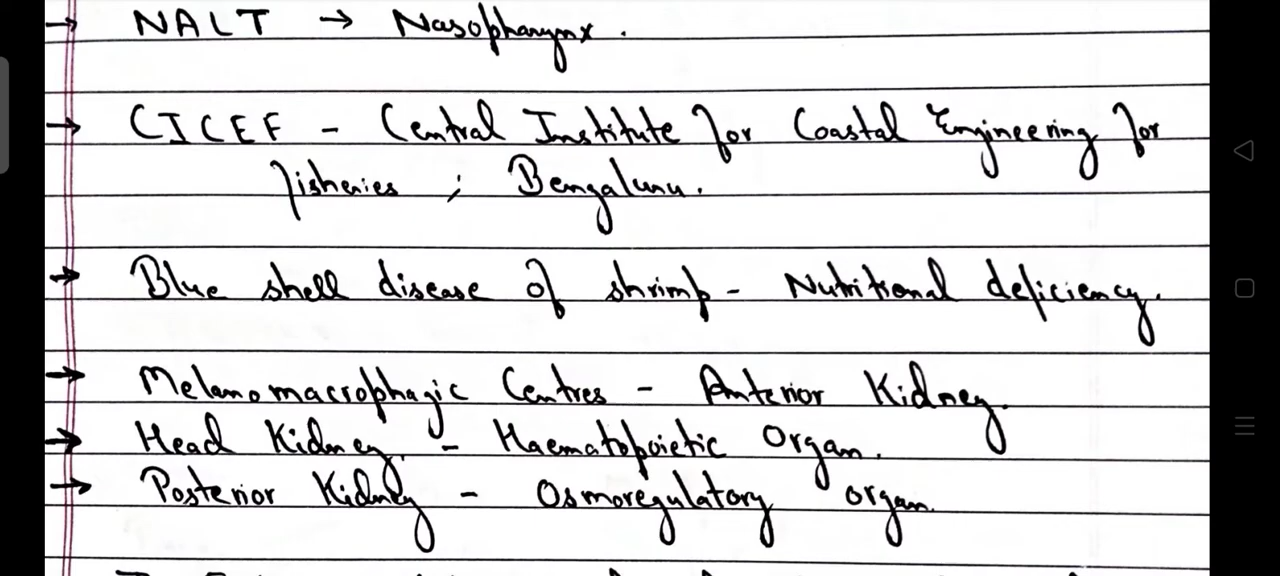 → NALT → Nasopharynx.
→ CICEF - Central Institute for Coastal Engineering for
fisheries ; Bengaluru.
→ Blue shell disease of shrimp - Nutritional deficiency.
→ Melanomacrophagic Centres - Anterior Kidney.
→ Head Kidney. - Haematopoietic Organ.
→ Posterior Kidney - Osmoregulatory organ.